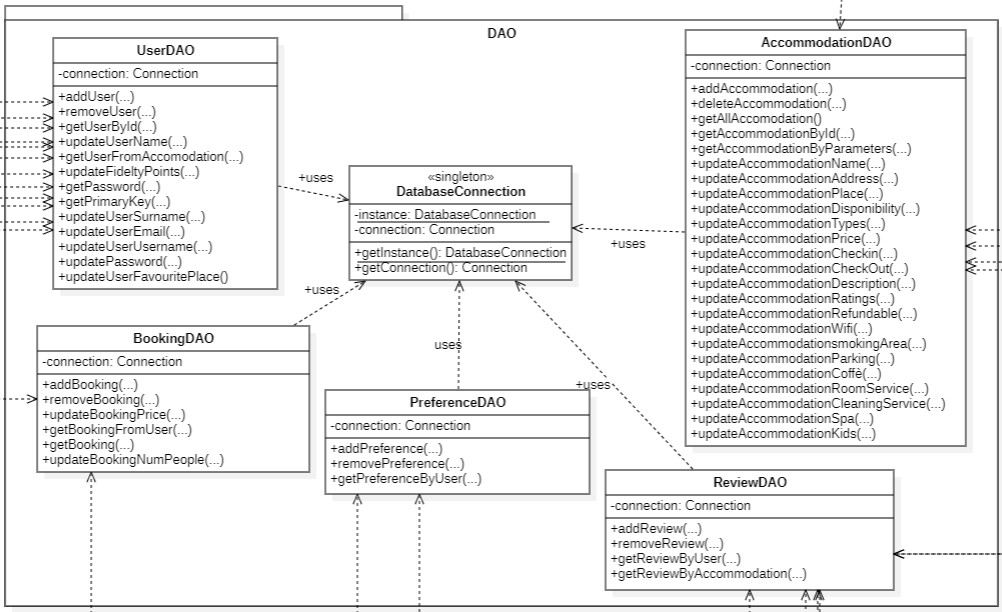 DAO
UserDAO
-connection: Connection
+addUser(...)
+removeUser(...)
+getUserById(...)
+updateUserName(...)
+getUserFromAccomodation(...)
+updateFideltyPoints(...)
+getPassword(...)
+getPrimaryKey(...)
+updateUserSurname(...)
+updateUserEmail(...)
+updateUserUsername(...)
+updatePassword(...)
+updateUserFavouritePlace()
+uses
«singleton»
DatabaseConnection
-instance: DatabaseConnection
-connection: Connection
+getInstance(): DatabaseConnection
+getConnection(): Connection
+uses
AccommodationDAO
-connection: Connection
+addAccommodation(...)
+deleteAccommodation(...)
+getAllAccomodation()
+getAccommodationById(...)
+getAccommodationByParameters(...)
+updateAccommodationName(...)
+updateAccommodationAddress(...)
+updateAccommodationPlace(...)
+updateAccommodationDisponibility(...)
+updateAccommodationTypes(...)
+updateAccommodationPrice(...)
+updateAccommodationCheckin(...)
+updateAccommodationCheckOut(...)
+updateAccommodationDescription(...)
+updateAccommodationRatings(...)
+updateAccommodationRefundable(...)
+updateAccommodationWifi(...)
+updateAccommodationsmokingArea(...)
+updateAccommodationParking(...)
+updateAccommodationCoffè(...)
+updateAccommodationRoomService(...)
+updateAccommodationCleaningService(...)
+updateAccommodationSpa(...)
+updateAccommodationKids(...)
+uses
BookingDAO
-connection: Connection
+addBooking(...)
+removeBooking(...)
+updateBookingPrice(...)
+getBookingFromUser(...)
+getBooking(...)
+updateBookingNumPeople(...)
uses
PreferenceDAO
-connection: Connection
+addPreference(...)
+removePreference(...)
+getPreferenceByUser(...)
+uses
ReviewDAO
-connection: Connection
+addReview(...)
+removeReview(...)
+getReviewByUser(...)
+getReviewByAccommodation(...)